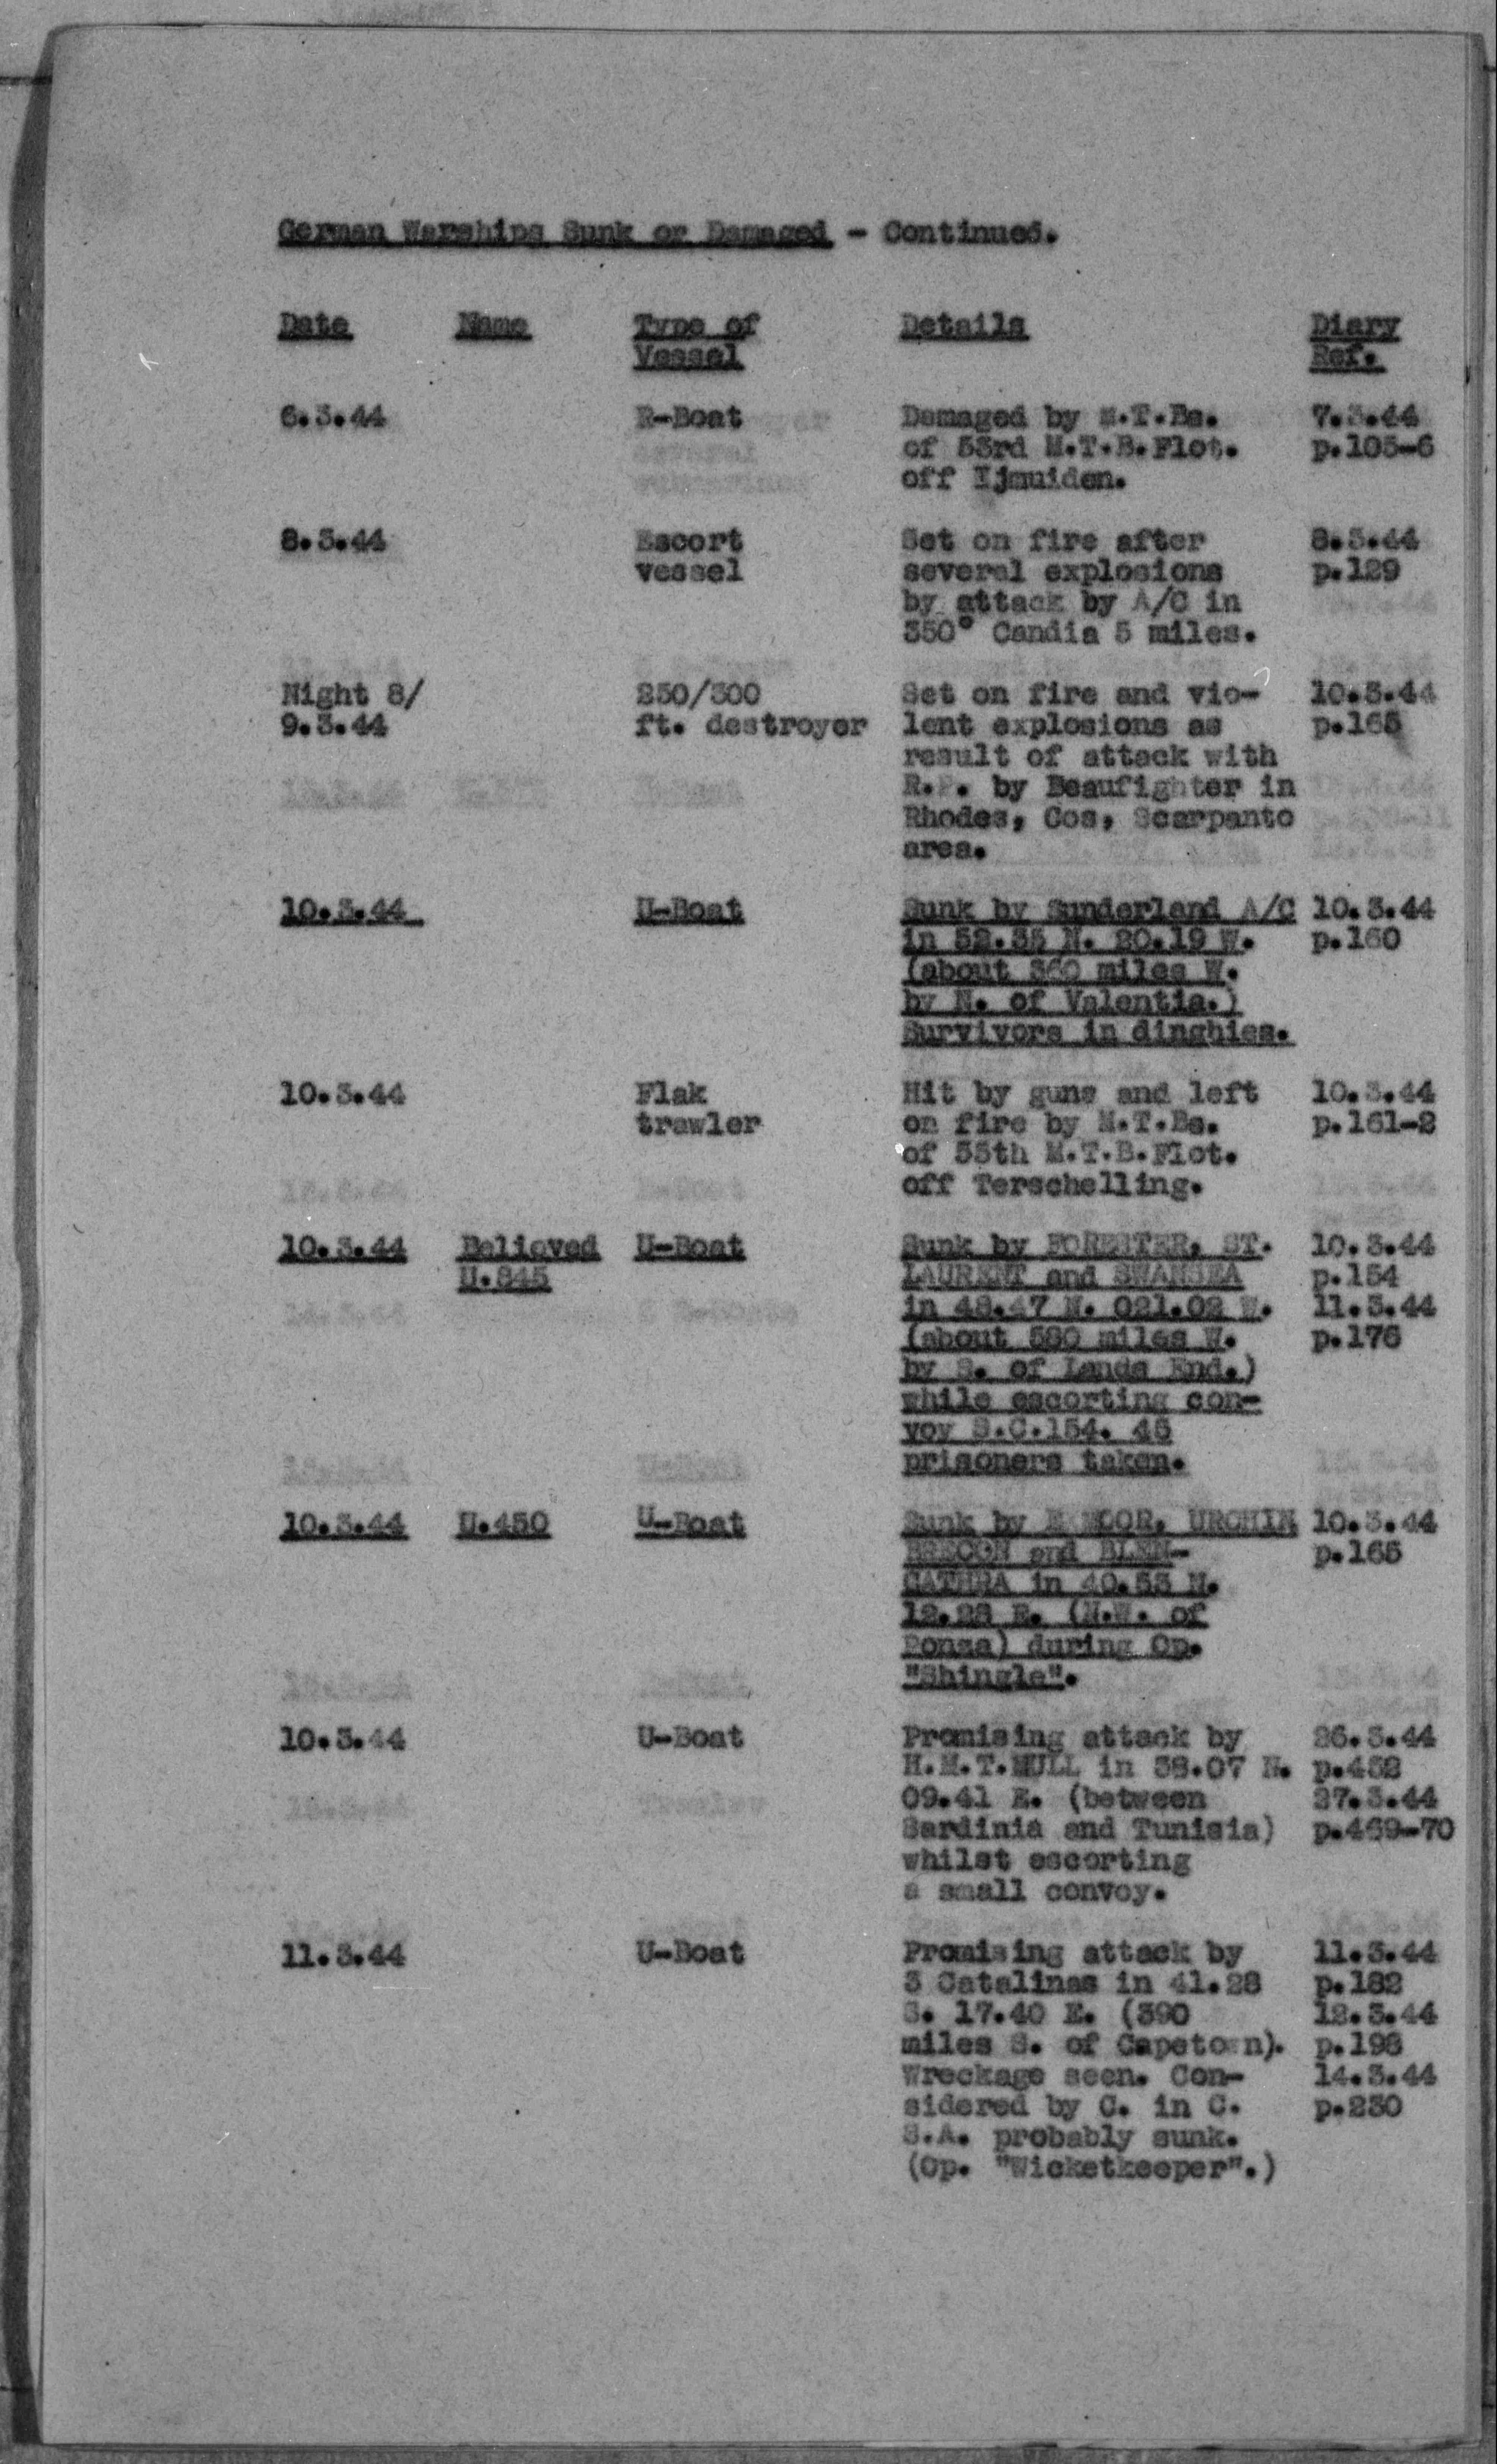 German Warships Sunk or Damaged - Continued.
Date Name Type of Vessel Details Diary Ref.
6.3.44 R-Boat Damaged by M.T.Bs. 7.3.44
of 53rd M.T.B.Flot. p.105-6
off Ijmuiden.
8.3.44 Escort Set on fire after 8.3.44
vessel several explosions p.129
by attack by A/C in
350° Candia 5 miles.
Night 8/ 250/300 Set on fire and vio- 10.3.44
9.3.44 ft. destroyer lent explosions as p.165
result of attack with
R.P. by Beaufighter in
Rhodes, Cos, Scarpanto
area.
10.3.44 U-Boat Sunk by Sunderland A/C 10.3.44
in 52.35 N. 20.19 W. p.160
(about 360 miles W.
by N. of Valentia.)
Survivors in dinghies.
10.3.44 Flak Hit by guns and left 10.3.44
trawler on fire by M.T.Bs. p.161-2
of 55th M.T.B.Flot.
off Terschelling.
10.3.44 Believed U-Boat Sunk by FORESTER, ST. 10.3.44
U.845 LAURENT and SWANSEA p.154
in 48.47 N. 021.02 W. 11.3.44
(about 580 miles W. p.176
by S. of Lands End.)
while escorting con-
voy S.C.154. 45
prisoners taken.
10.3.44 U.450 U-Boat Sunk by EXMOOR, URCHIN 10.3.44
BRECON and BLEN- p.165
CATHRA in 40.53 N.
12.28 E. (N.W. of
Ponza) during Op.
"Shingle".
10.3.44 U-Boat Promising attack by 26.3.44
H.M.T.MULL in 38.07 N. p.452
09.41 E. (between 27.3.44
Sardinia and Tunisia) p.469-70
whilst escorting
a small convoy.
11.3.44 U-Boat Promising attack by 11.3.44
3 Catalinas in 41.28 p.182
S. 17.40 E. (390 12.3.44
miles S. of Capetown). p.198
Wreckage seen. Con- 14.3.44
sidered by C. in C. p.230
S.A. probably sunk.
(Op. "Wicketkeeper".)